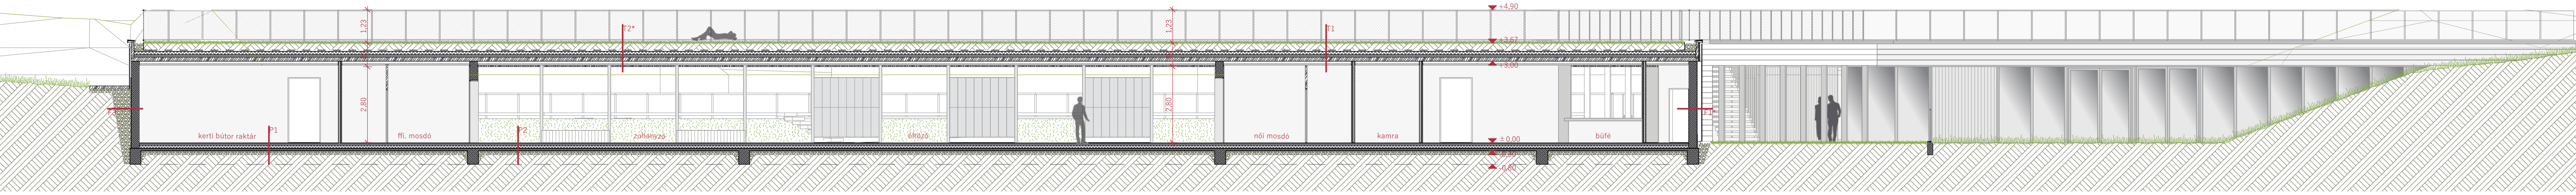 +4,90
1,23
T2*
1,23
T1
+3,67
+3,00
2,80
2,80
kerti bútor raktár
P1
ffi. mosdó
P2
zuhanyzó
öltöző
női mosdó
kamra
büfé
±0,00
-0,80